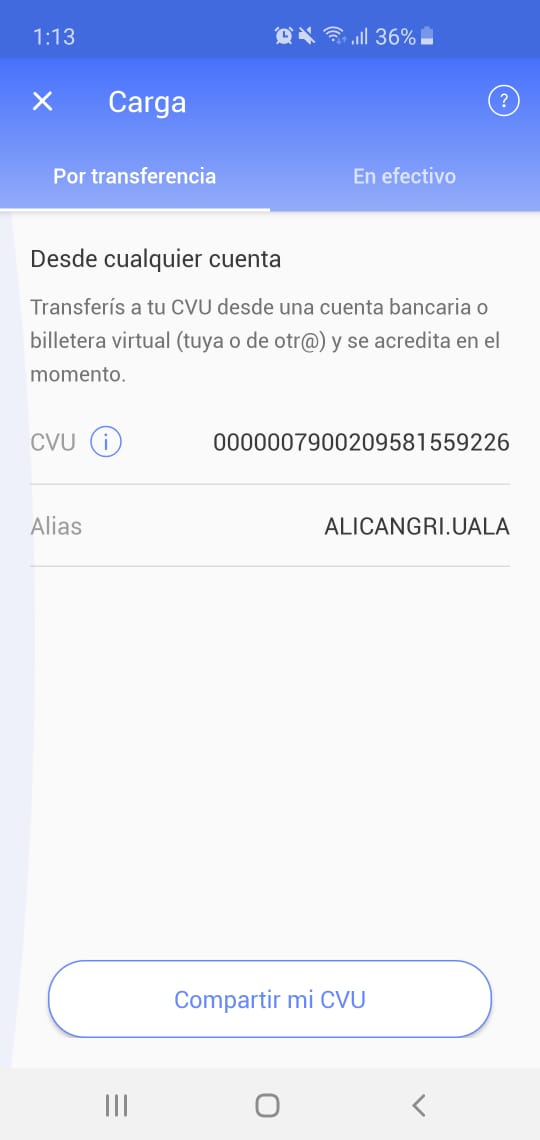 1:13
36%
Carga
?
Por transferencia
En efectivo
Desde cualquier cuenta
Transferís a tu CVU desde una cuenta bancaria o
billetera virtual (tuya o de otr@) y se acredita en el
momento.
CVU i 0000007900209581559226
Alias ALICANGRI.UALA
Compartir mi CVU